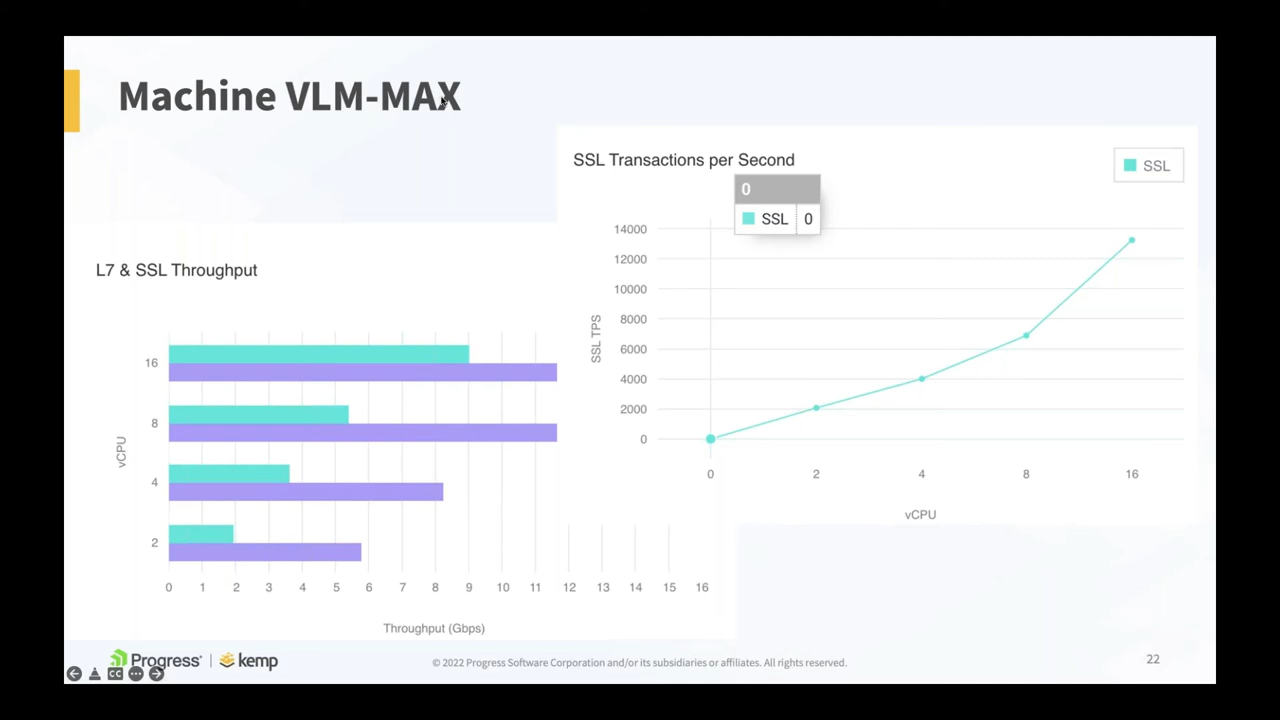 Machine VLM-MAX
SSL Transactions per Second
SSL
0
SSL 0
14000
12000
10000
8000
6000
4000
2000
0
SSL TPS
0 2 4 8 16
vCPU
L7 & SSL Throughput
16
8
4
2
vCPU
0 1 2 3 4 5 6 7 8 9 10 11 12 13 14 15 16
Throughput (Gbps)
Progress | kemp
© 2022 Progress Software Corporation and/or its subsidiaries or affiliates. All rights reserved.
22
CC